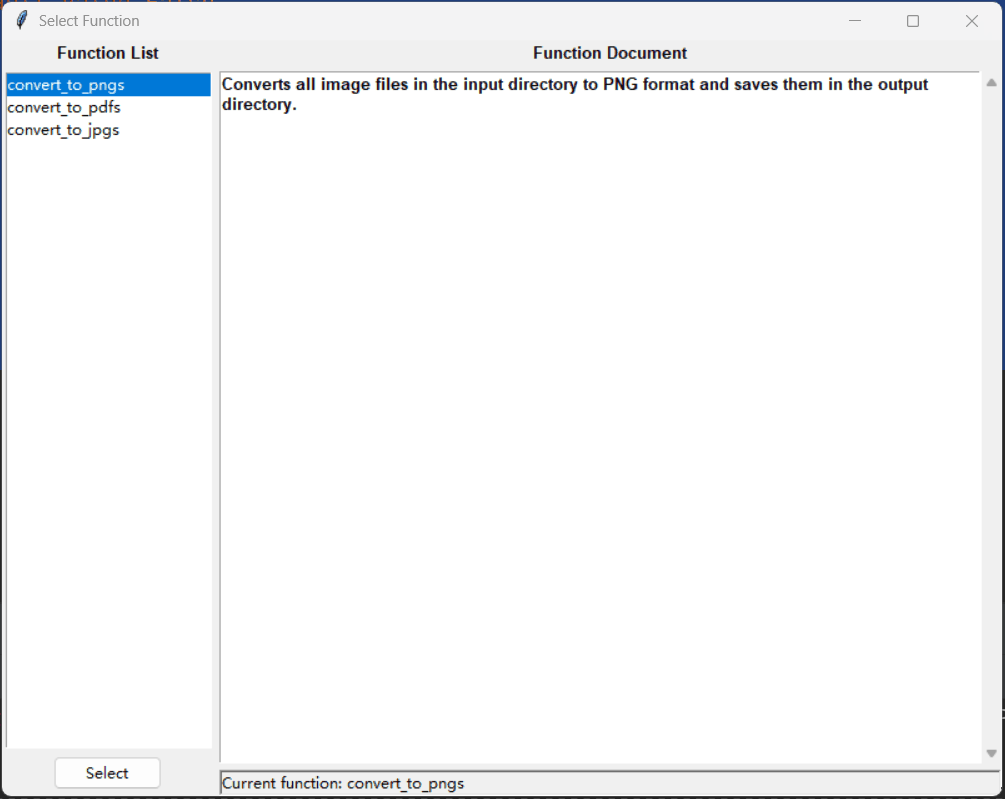 Select Function
Function List
Function Document
convert_to_pngs
convert_to_pdfs
convert_to_jpgs
Converts all image files in the input directory to PNG format and saves them in the output
directory.
Select
Current function: convert_to_pngs